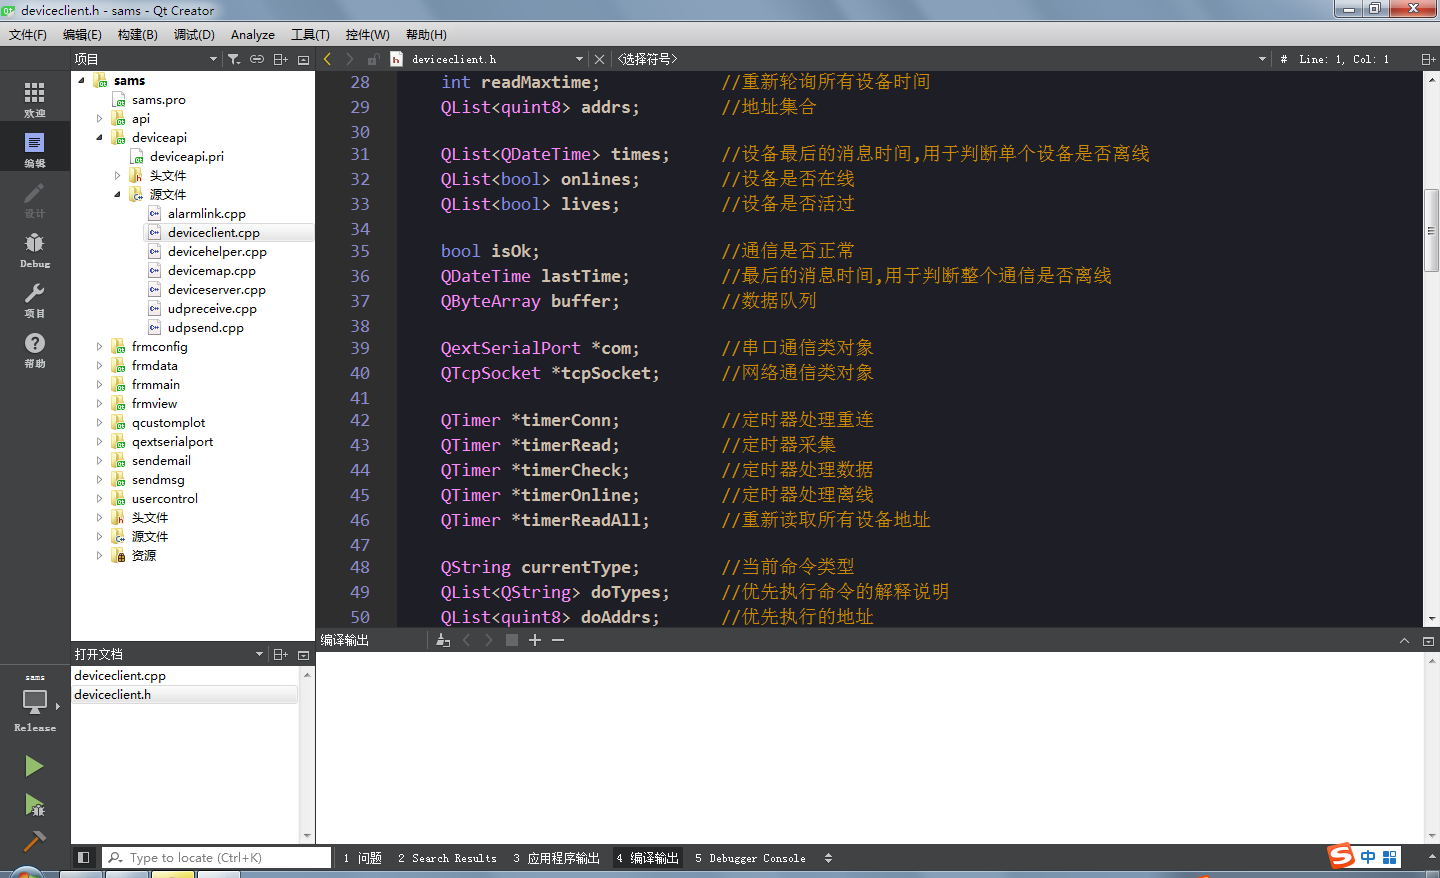 deviceclient.h - sams - Qt Creator
文件(F) 编辑(E) 构建(B) 调试(D) Analyze 工具(T) 控件(W) 帮助(H)
项目
deviceclient.h
<选择符号>
# Line: 1, Col: 1
欢迎
编辑
设计
Debug
项目
帮助
sams
sams.pro
api
deviceapi
deviceapi.pri
头文件
源文件
alarmlink.cpp
deviceclient.cpp
devicehelper.cpp
devicemap.cpp
deviceserver.cpp
udpreceive.cpp
udpsend.cpp
frmconfig
frmdata
frmmain
frmview
qcustomplot
qextserialport
sendemail
sendmsg
usercontrol
头文件
源文件
资源
28 int readMaxtime; //重新轮询所有设备时间
29 QList<quint8> addrs; //地址集合
30
31 QList<QDateTime> times; //设备最后的消息时间,用于判断单个设备是否离线
32 QList<bool> onlines; //设备是否在线
33 QList<bool> lives; //设备是否活过
34
35 bool isOk; //通信是否正常
36 QDateTime lastTime; //最后的消息时间,用于判断整个通信是否离线
37 QByteArray buffer; //数据队列
38
39 QextSerialPort *com; //串口通信类对象
40 QTcpSocket *tcpSocket; //网络通信类对象
41
42 QTimer *timerConn; //定时器处理重连
43 QTimer *timerRead; //定时器采集
44 QTimer *timerCheck; //定时器处理数据
45 QTimer *timerOnline; //定时器处理离线
46 QTimer *timerReadAll; //重新读取所有设备地址
47
48 QString currentType; //当前命令类型
49 QList<QString> doTypes; //优先执行命令的解释说明
50 QList<quint8> doAddrs; //优先执行的地址
编译输出
打开文档
deviceclient.cpp
deviceclient.h
sams
Release
Type to locate (Ctrl+K)
1 问题 2 Search Results 3 应用程序输出 4 编译输出 5 Debugger Console
S 中